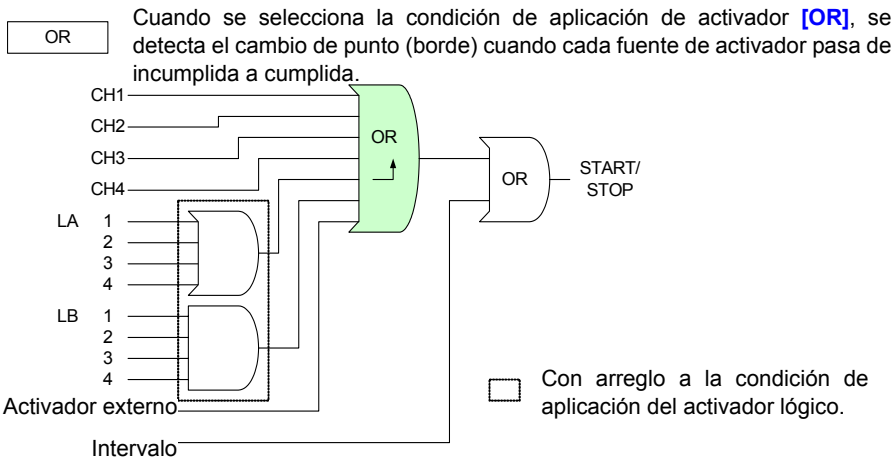 OR
Cuando se selecciona la condición de aplicación de activador [OR], se
detecta el cambio de punto (borde) cuando cada fuente de activador pasa de
incumplida a cumplida.
CH1
CH2
CH3
CH4
OR
OR
START/
STOP
LA 1
2
3
4
LB 1
2
3
4
Activador externo
Intervalo
Con arreglo a la condición de
aplicación del activador lógico.